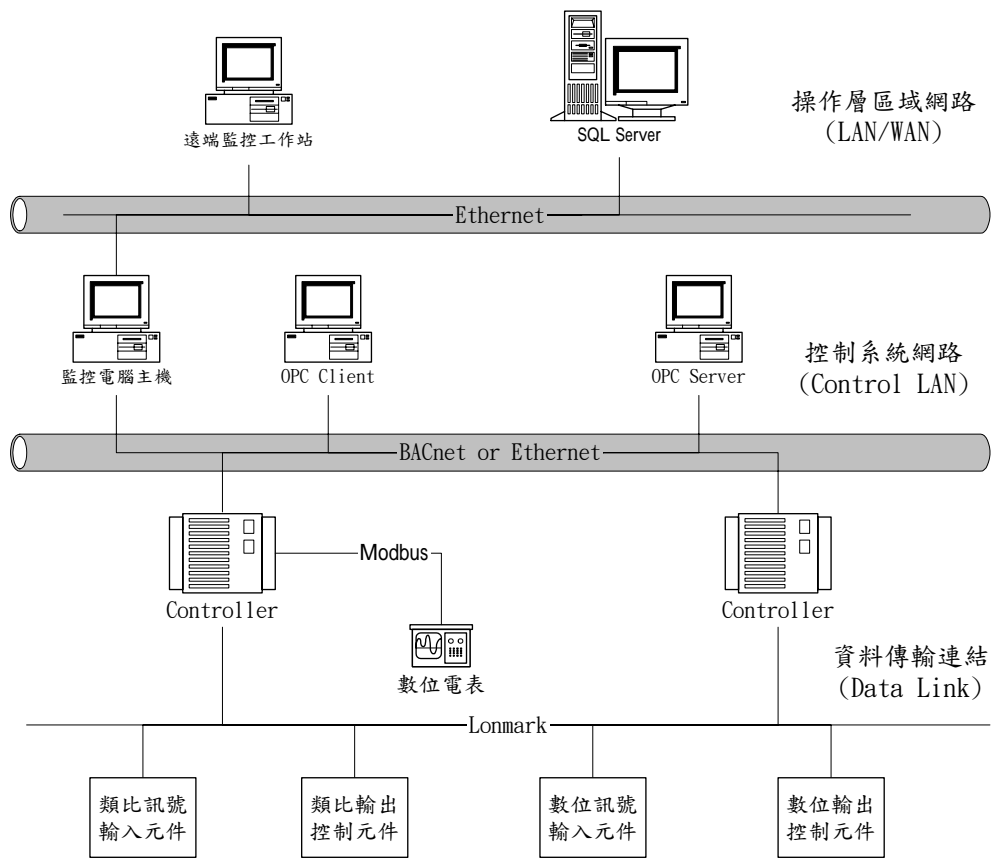 操作層區域網路
(LAN/WAN)
遠端監控工作站
SQL Server
Ethernet
監控電腦主機
OPC Client
OPC Server
控制系統網路
(Control LAN)
BACnet or Ethernet
Modbus
Controller
Controller
數位電表
資料傳輸連結
(Data Link)
Lonmark
類比訊號
輸入元件
類比輸出
控制元件
數位訊號
輸入元件
數位輸出
控制元件